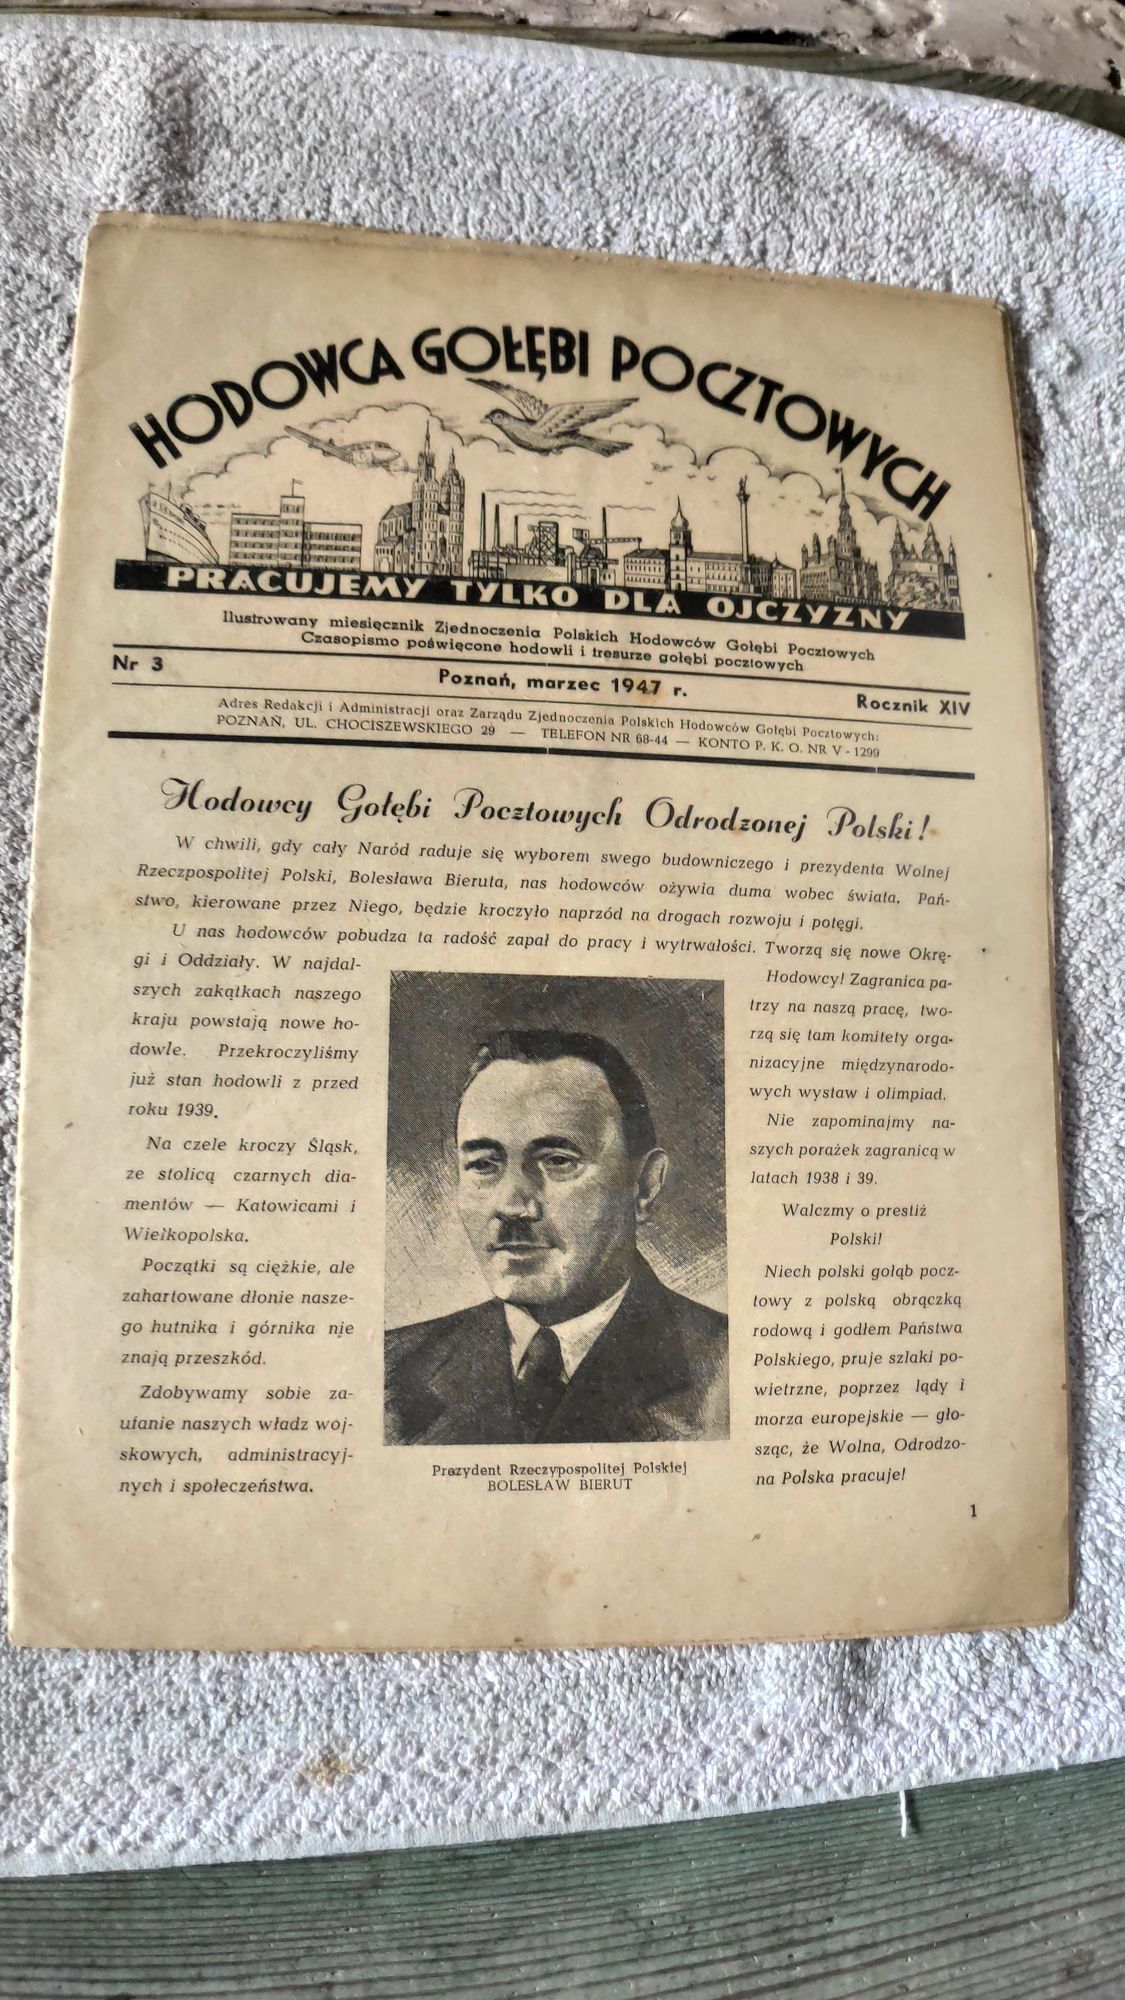 HODOWCA GOŁĘBI POCZTOWYCH
PRACUJEMY TYLKO DLA OJCZYZNY
Ilustrowany miesięcznik Zjednoczenia Polskich Hodowców Gołębi Pocztowych
Czasopismo poświęcone hodowli i tresurze gołębi pocztowych
Nr 3 Poznań, marzec 1947 r. Rocznik XIV
Adres Redakcji i Administracji oraz Zarządu Zjednoczenia Polskich Hodowców Gołębi Pocztowych:
POZNAŃ, UL. CHOCISZEWSKIEGO 29 — TELEFON NR 68-44 — KONTO P. K. O. NR V - 1299
Hodowcy Gołębi Pocztowych Odrodzonej Polski!
W chwili, gdy cały Naród raduje się wyborem swego budowniczego i prezydenta Wolnej
Rzeczpospolitej Polski, Bolesława Bieruta, nas hodowców ożywia duma wobec świata. Pań-
stwo, kierowane przez Niego, będzie kroczyło naprzód na drogach rozwoju i potęgi.
U nas hodowców pobudza ta radość zapał do pracy i wytrwałości. Tworzą się nowe Okrę-
gi i Oddziały. W najdal-
szych zakątkach naszego
kraju powstają nowe ho-
dowle. Przekroczyliśmy
już stan hodowli z przed
roku 1939.
Na czele kroczy Śląsk,
ze stolicą czarnych dia-
mentów — Katowicami i
Wielkopolska.
Początki są ciężkie, ale
zahartowane dłonie nasze-
go hutnika i górnika nie
znają przeszkód.
Zdobywamy sobie za-
ufanie naszych władz woj-
skowych, administracyj-
nych i społeczeństwa.
Prezydent Rzeczypospolitej Polskiej
BOLESŁAW BIERUT
Hodowcy! Zagranica pa-
trzy na naszą pracę, two-
rzą się tam komitety orga-
nizacyjne międzynarodo-
wych wystaw i olimpiad.
Nie zapominajmy na-
szych porażek zagranicą w
latach 1938 i 39.
Walczmy o prestiż
Polski!
Niech polski gołąb pocz-
towy z polską obrączką
rodową i godłem Państwa
Polskiego, pruje szlaki po-
wietrzne, poprzez lądy i
morza europejskie — gło-
sząc, że Wolna, Odrodzo-
na Polska pracuje!
1